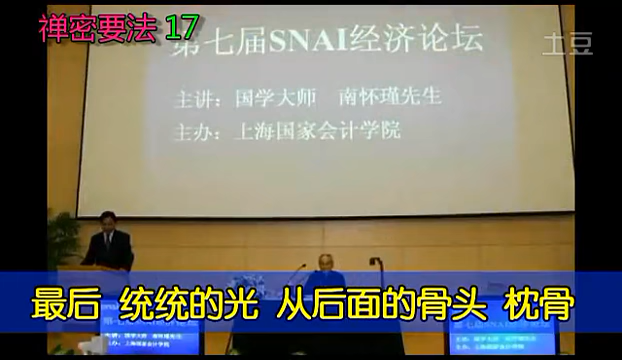 禅密要法 17
土豆
第七届SNAI经济论坛
主讲：国学大师 南怀瑾先生
主办：上海国家会计学院
最后 统统的光 从后面的骨头 枕骨